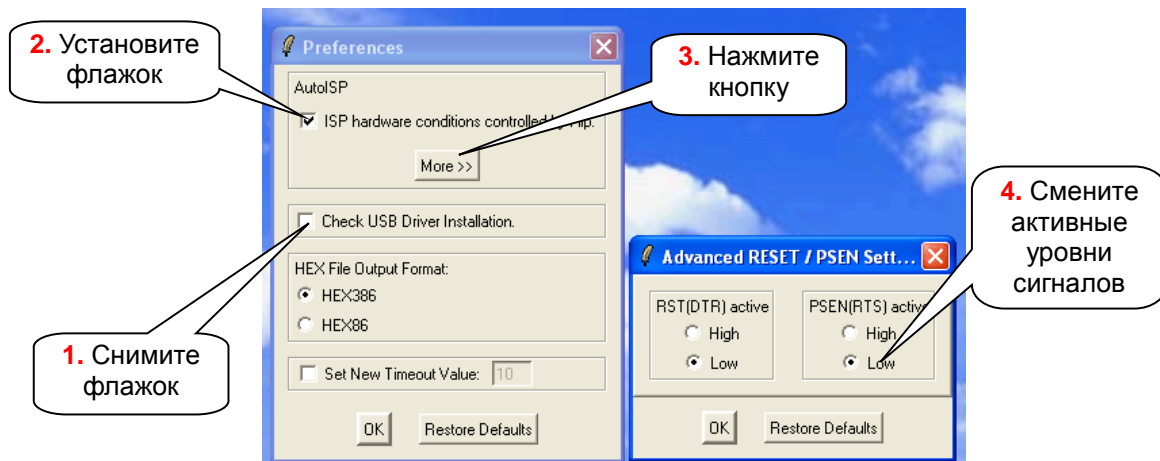 2. Установите
флажок
Preferences
AutoISP
ISP hardware conditions controlled by Flip.
More >>
3. Нажмите
кнопку
Check USB Driver Installation.
HEX File Output Format:
HEX386
HEX86
1. Снимите
флажок
Set New Timeout Value: 10
OK Restore Defaults
4. Смените
активные
уровни
сигналов
Advanced RESET / PSEN Sett...
RST(DTR) active
High
Low
PSEN(RTS) active
High
Low
OK Restore Defaults